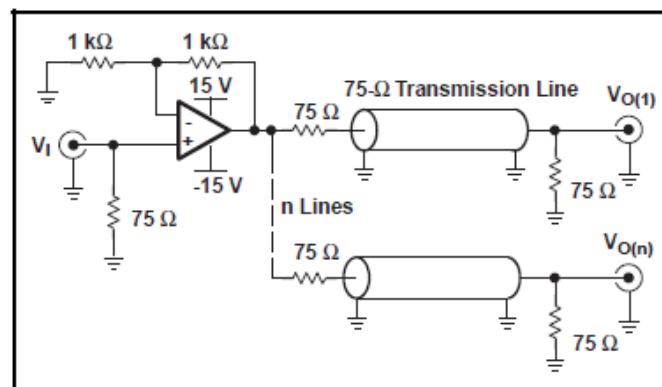 1 kΩ
1 kΩ
15 V
75-Ω Transmission Line
V_O(1)
75 Ω
-
+
V_I
-15 V
75 Ω
75 Ω
n Lines
75 Ω
V_O(n)
75 Ω